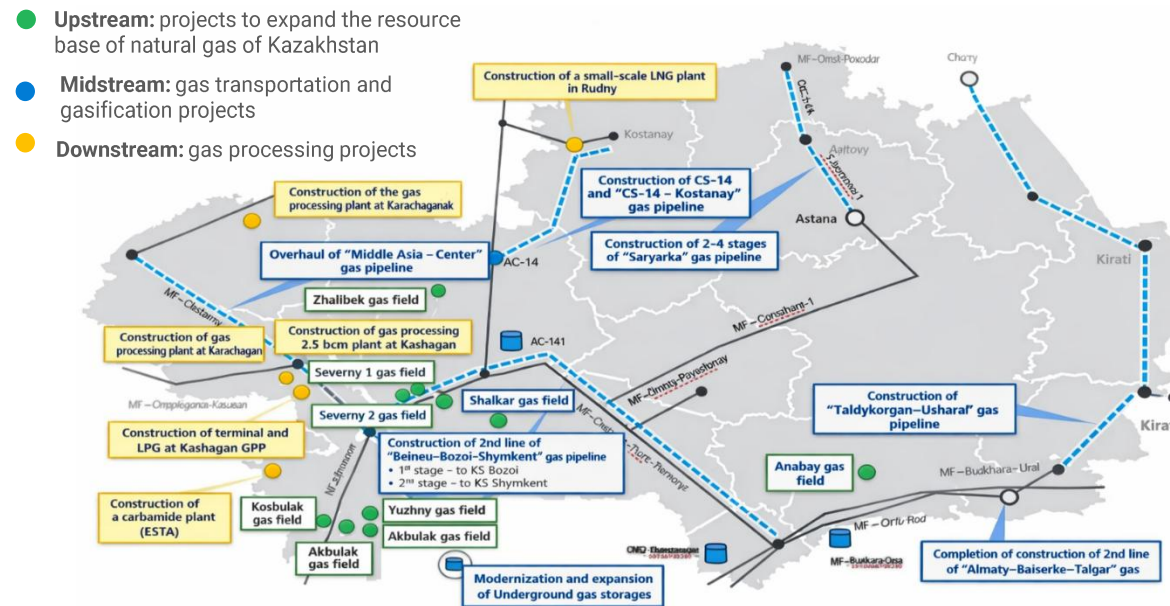 Upstream: projects to expand the resource
base of natural gas of Kazakhstan
Midstream: gas transportation and
gasification projects
Downstream: gas processing projects
Construction of a small-scale LNG plant
in Rudny
Kostanay
Astana
Construction of CS-14
and "CS-14 – Kostanay"
gas pipeline
Construction of 2-4 stages
of "Saryarka" gas pipeline
Construction of the gas
processing plant at Karachaganak
Overhaul of "Middle Asia – Center"
gas pipeline
AC-14
Kirati
Zhalibek gas field
Construction of gas
processing plant at Karachagan
Construction of gas processing
2.5 bcm plant at Kashagan
AC-141
MF-Consahant-1
Severny 1 gas field
Severny 2 gas field
Shalkar gas field
Construction of
"Taldykorgan–Usharal" gas
pipeline
Kirat
Construction of terminal and
LPG at Kashagan GPP
Construction of 2nd line of
"Beineu–Bozoi–Shymkent" gas pipeline
• 1st stage – to KS Bozoi
• 2nd stage – to KS Shymkent
Anabay gas
field
MF-Budkhara-Ural
Construction of
a carbamide plant
(ESTA)
Kosbulak
gas field
Yuzhny gas field
Akbulak gas field
Akbulak
gas field
Modernization and expansion
of Underground gas storages
Completion of construction of 2nd line
of "Almaty–Baiserke–Talgar" gas